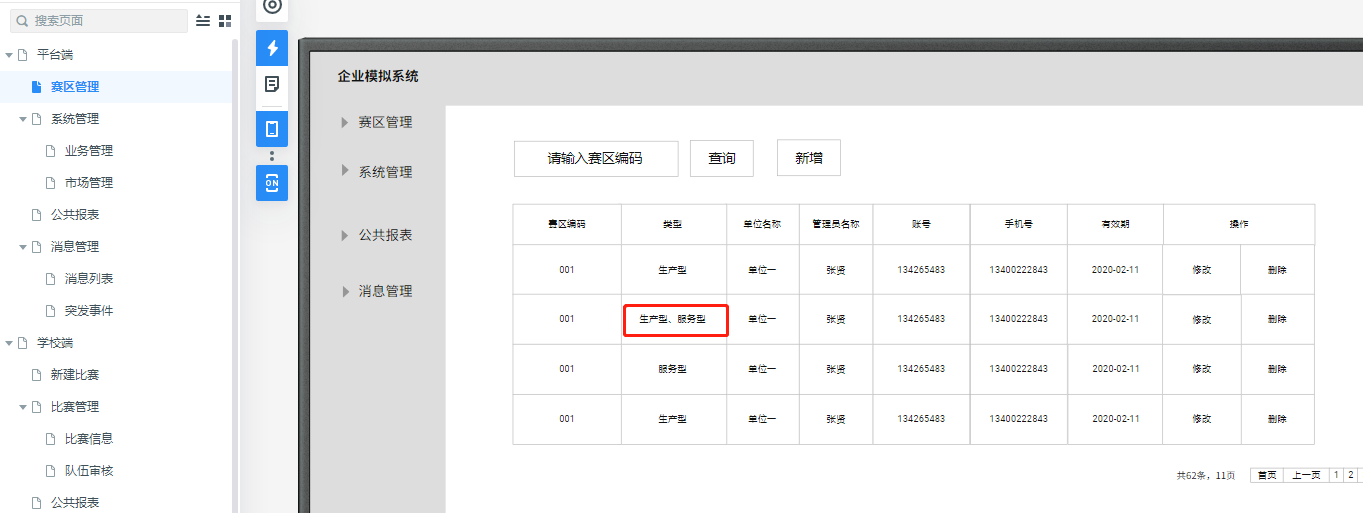 搜索页面
平台端
赛区管理
系统管理
业务管理
市场管理
公共报表
消息管理
消息列表
突发事件
学校端
新建比赛
比赛管理
比赛信息
队伍审核
公共报表
ON
企业模拟系统
赛区管理
系统管理
公共报表
消息管理
请输入赛区编码 查询 新增
赛区编码 类型 单位名称 管理员名称 账号 手机号 有效期 操作
001 生产型 单位一 张贤 134265483 13400222843 2020-02-11 修改 删除
001 生产型、服务型 单位一 张贤 134265483 13400222843 2020-02-11 修改 删除
001 服务型 单位一 张贤 134265483 13400222843 2020-02-11 修改 删除
001 生产型 单位一 张贤 134265483 13400222843 2020-02-11 修改 删除
共62条，11页 首页 上一页 1 2